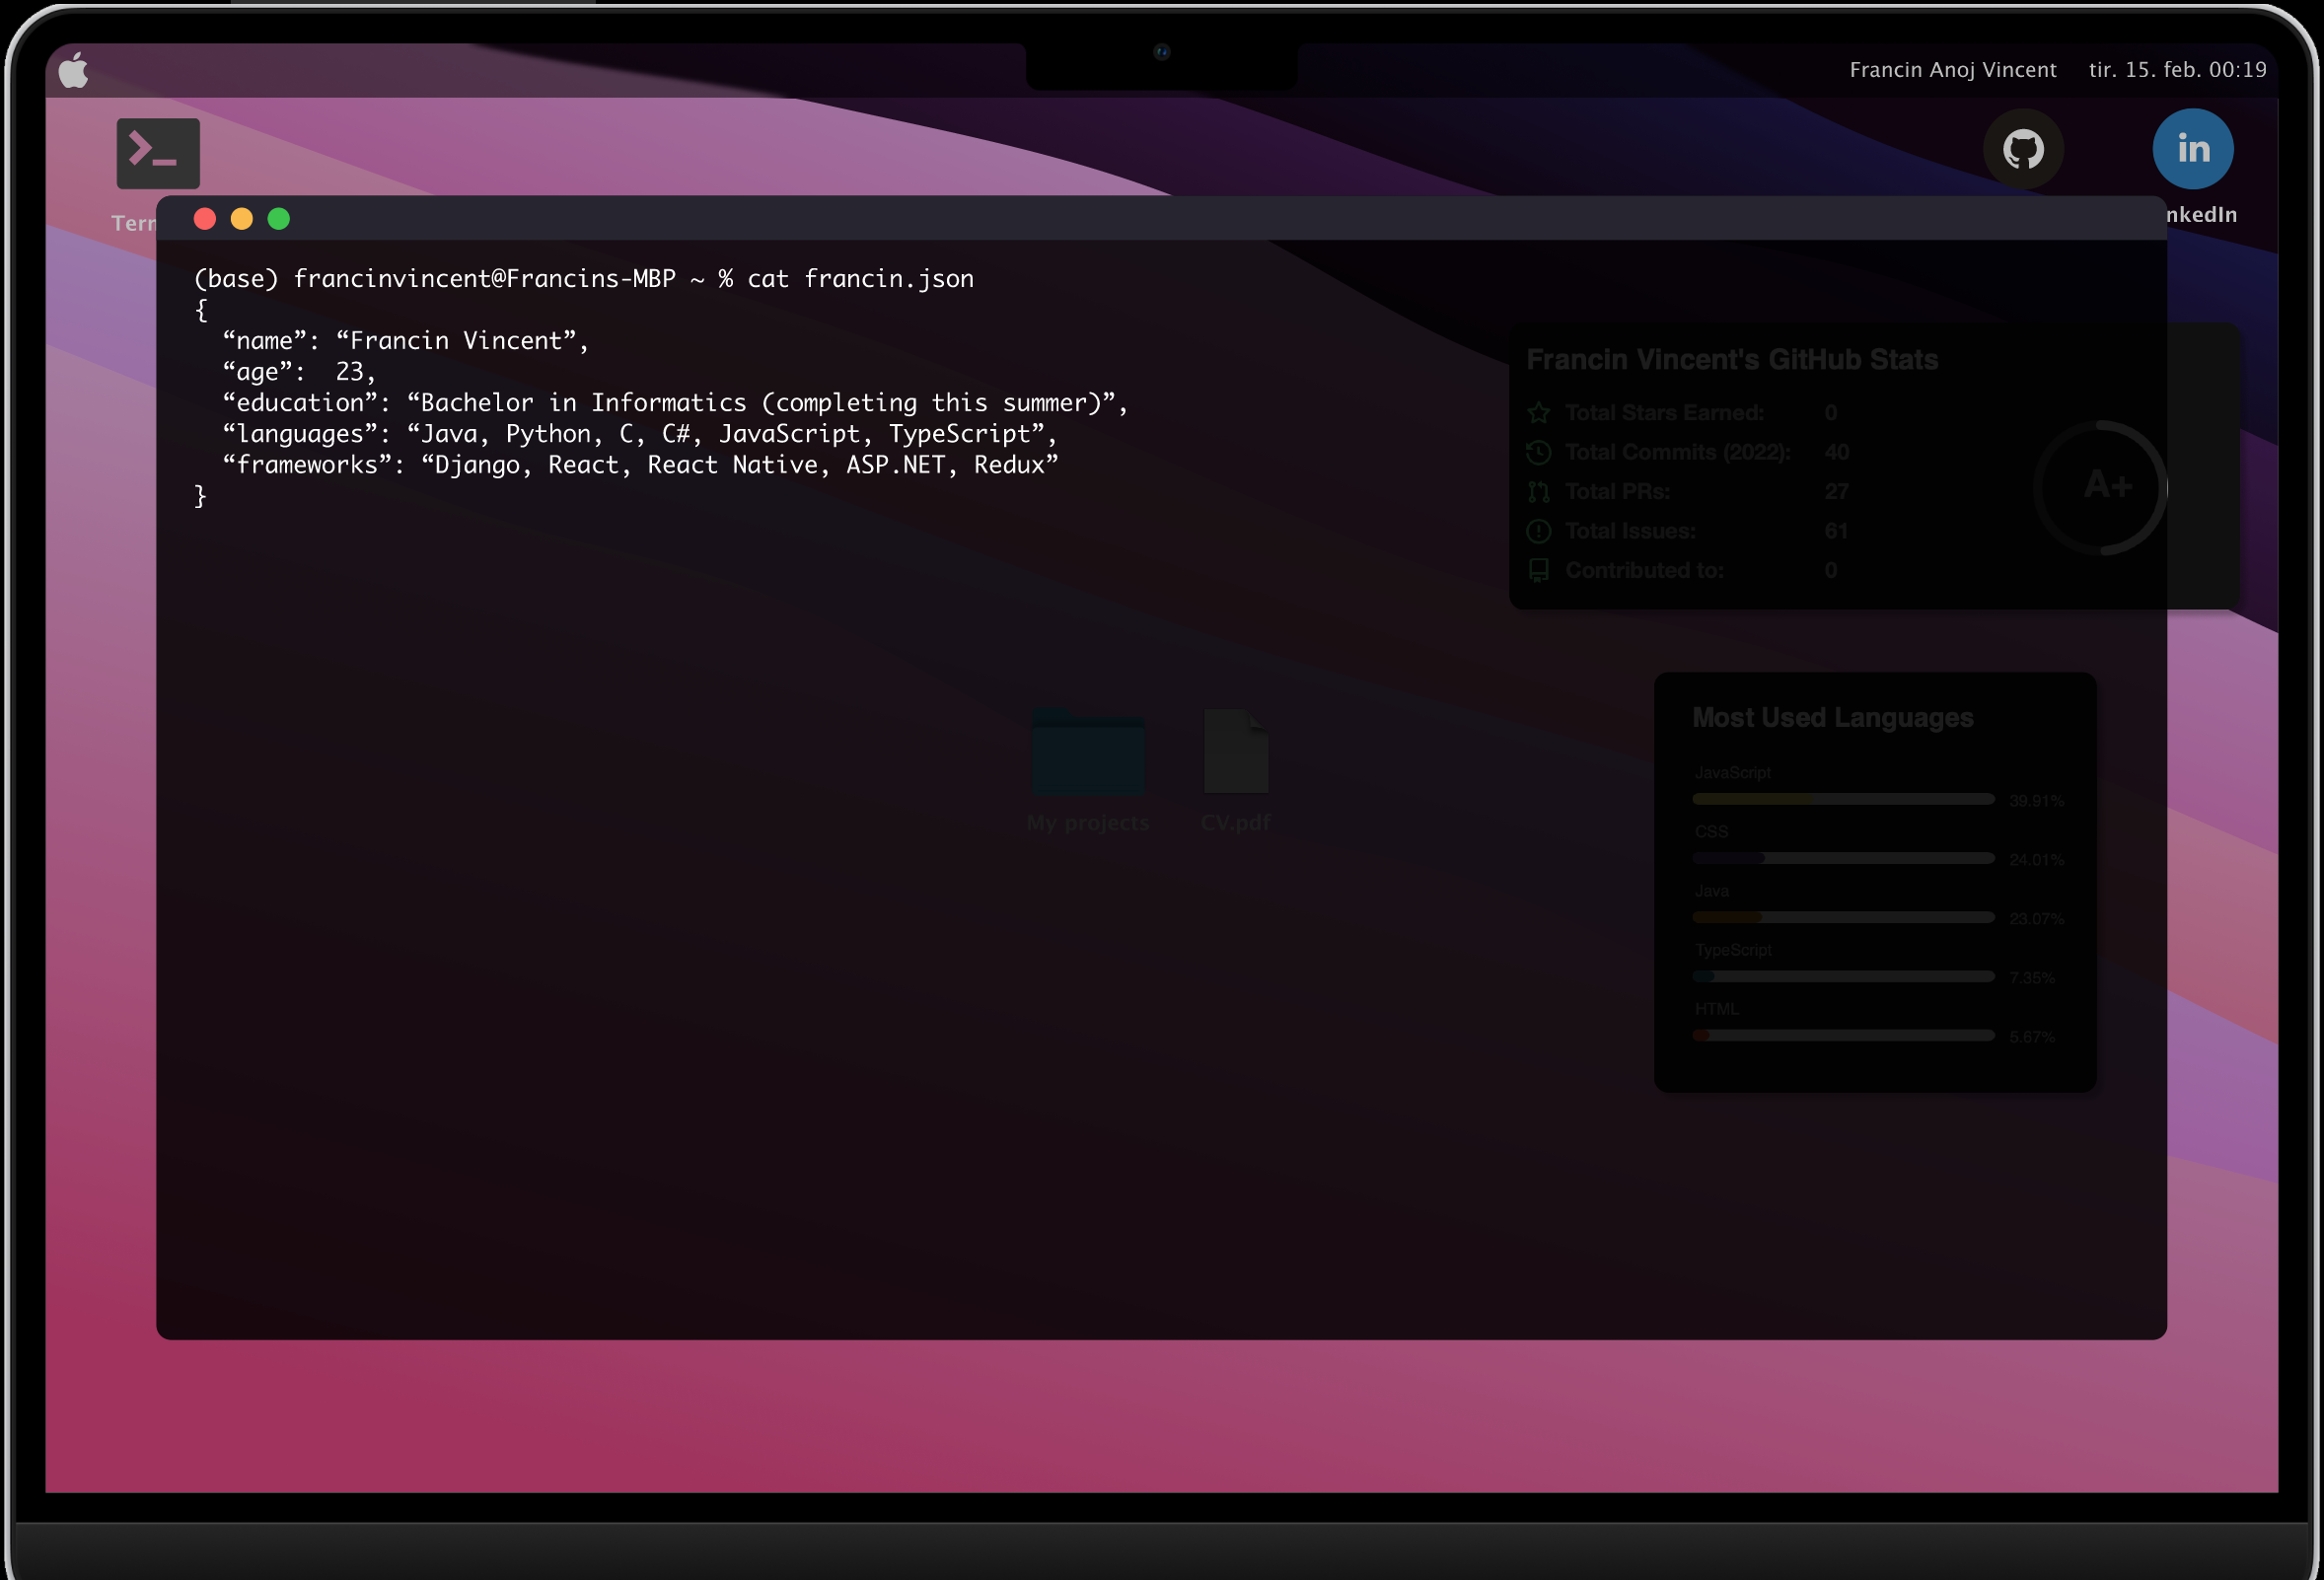 Francin Anoj Vincent tir. 15. feb. 00:19
in
nkedIn
(base) francinvincent@Francins-MBP ~ % cat francin.json
{
“name”: “Francin Vincent”,
“age”:  23,
“education”: “Bachelor in Informatics (completing this summer)”,
“languages”: “Java, Python, C, C#, JavaScript, TypeScript”,
“frameworks”: “Django, React, React Native, ASP.NET, Redux”
}
Francin Vincent's GitHub Stats
Total Stars Earned: 0
Total Commits (2022): 40
Total PRs: 27
Total Issues: 61
Contributed to: 0
A+
My projects
CV.pdf
Most Used Languages
JavaScript
39.91%
CSS
24.01%
Java
23.07%
TypeScript
7.35%
HTML
5.67%